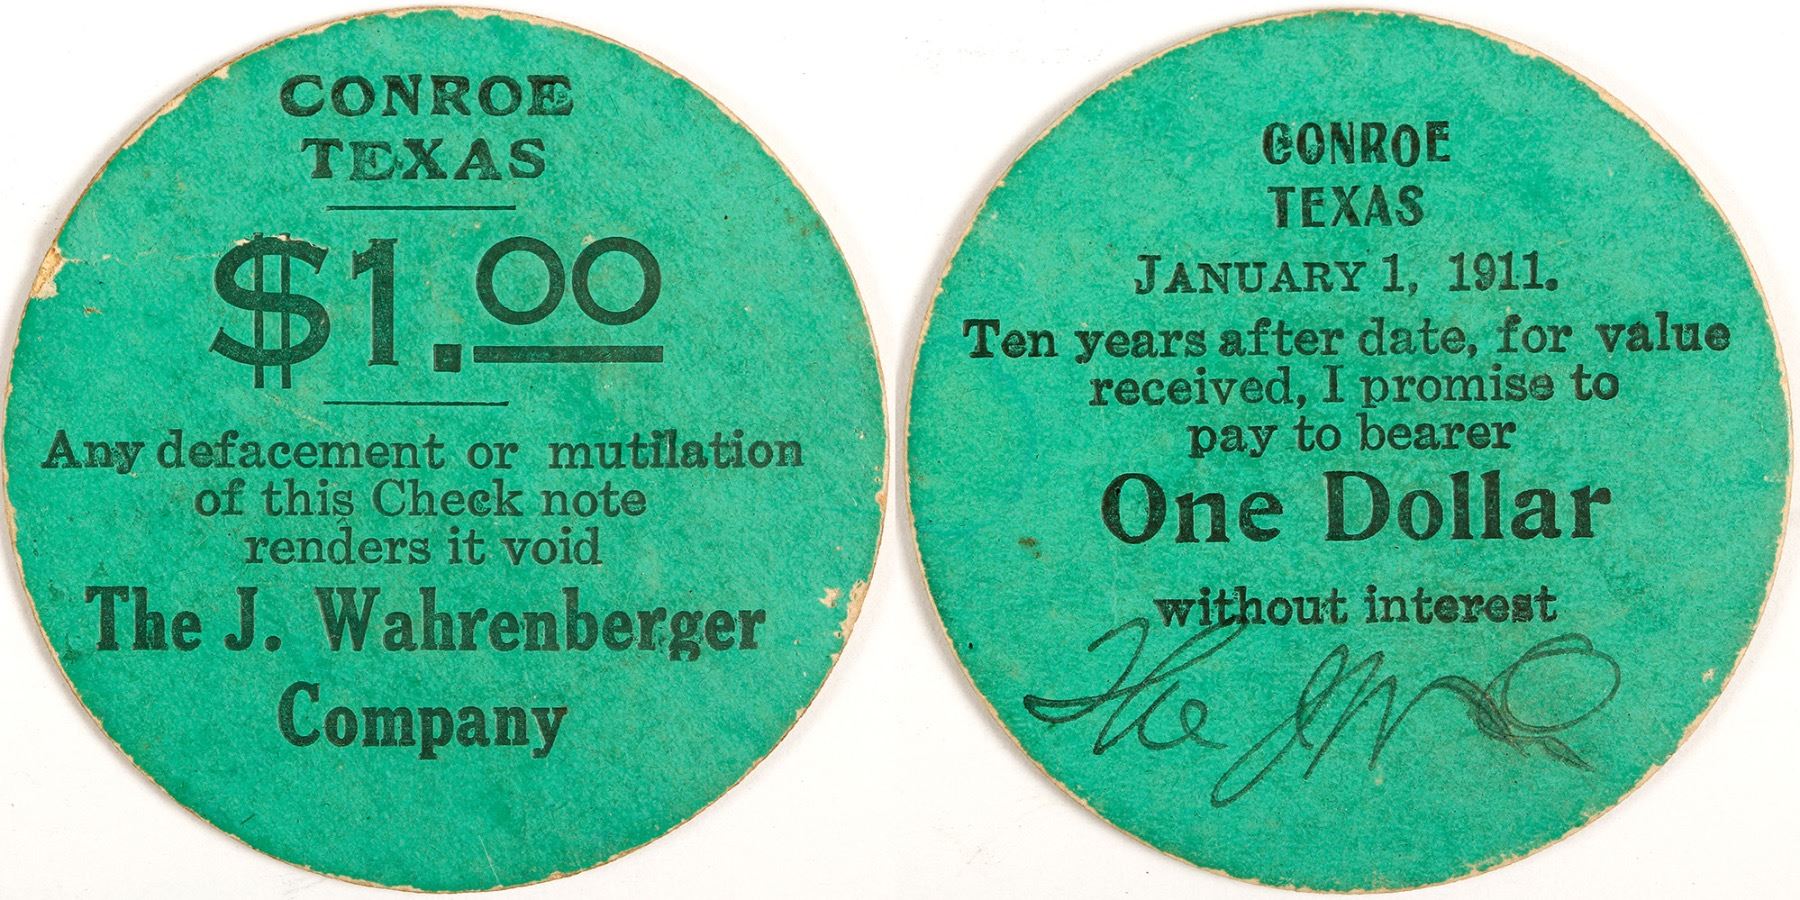 CONROE
TEXAS
$1.00
Any defacement or mutilation
of this Check note
renders it void
The J. Wahrenberger
Company
CONROE
TEXAS
JANUARY 1, 1911.
Ten years after date, for value
received, I promise to
pay to bearer
One Dollar
without interest
The J W Co